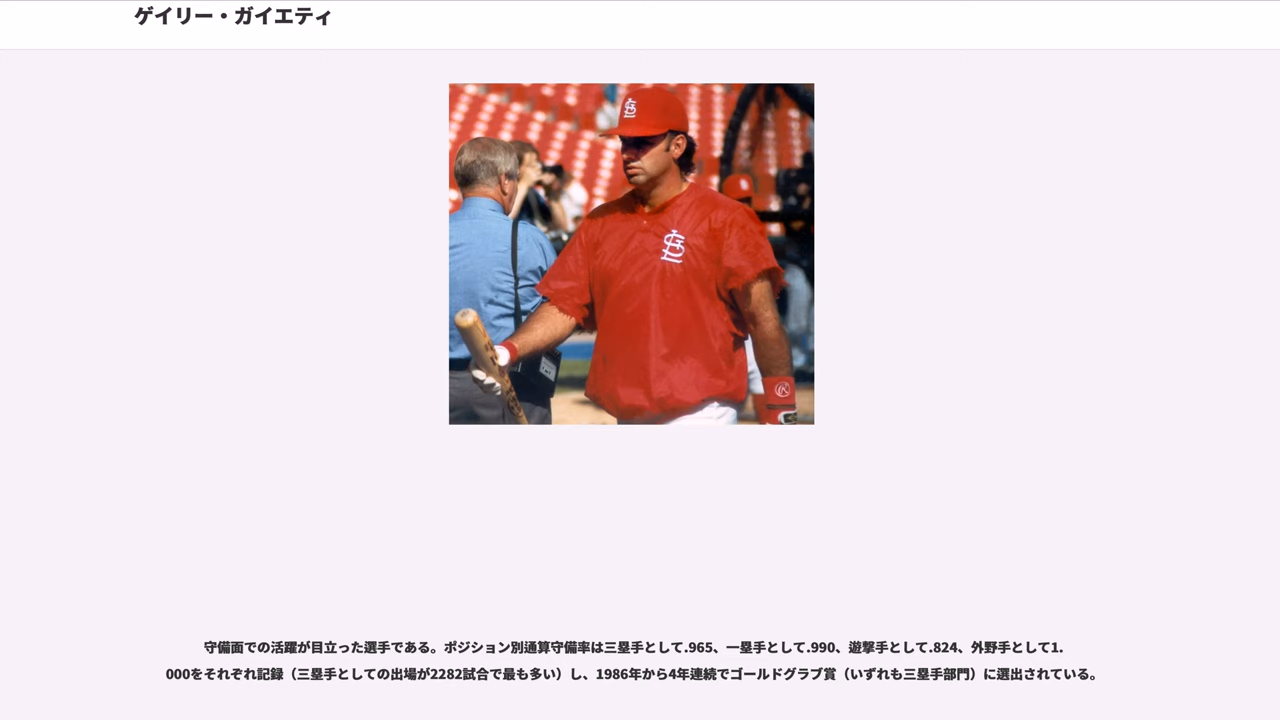 ゲイリー・ガイエティ
守備面での活躍が目立った選手である。ポジション別通算守備率は三塁手として.965、一塁手として.990、遊撃手として.824、外野手として1.
000をそれぞれ記録（三塁手としての出場が2282試合で最も多い）し、1986年から4年連続でゴールドグラブ賞（いずれも三塁手部門）に選出されている。